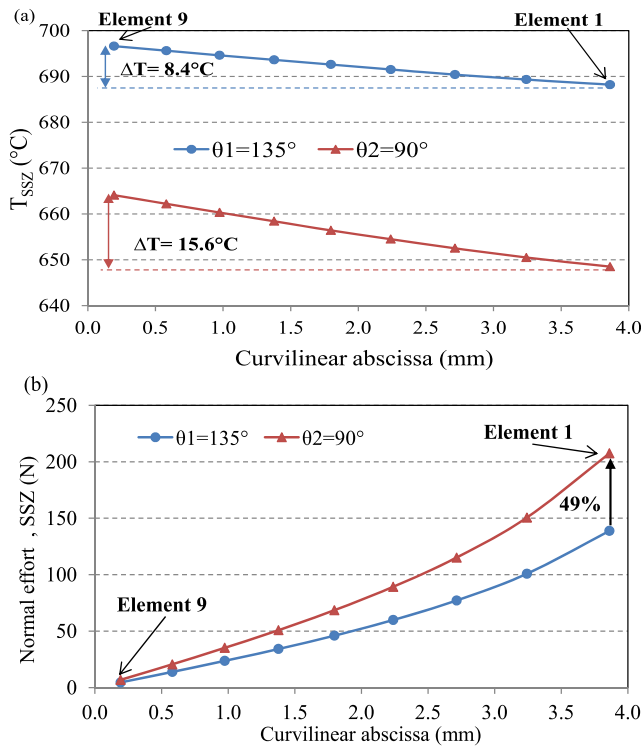 (a)
700
690
680
670
660
650
640
T_SSZ (°C)
Element 9
Element 1
ΔT= 8.4°C
θ1=135°
θ2=90°
ΔT= 15.6°C
0.0 0.5 1.0 1.5 2.0 2.5 3.0 3.5 4.0
Curvilinear abscissa (mm)
(b)
250
200
150
100
50
0
Normal effort , SSZ (N)
θ1=135°
θ2=90°
Element 1
49%
Element 9
0.0 0.5 1.0 1.5 2.0 2.5 3.0 3.5 4.0
Curvilinear abscissa (mm)